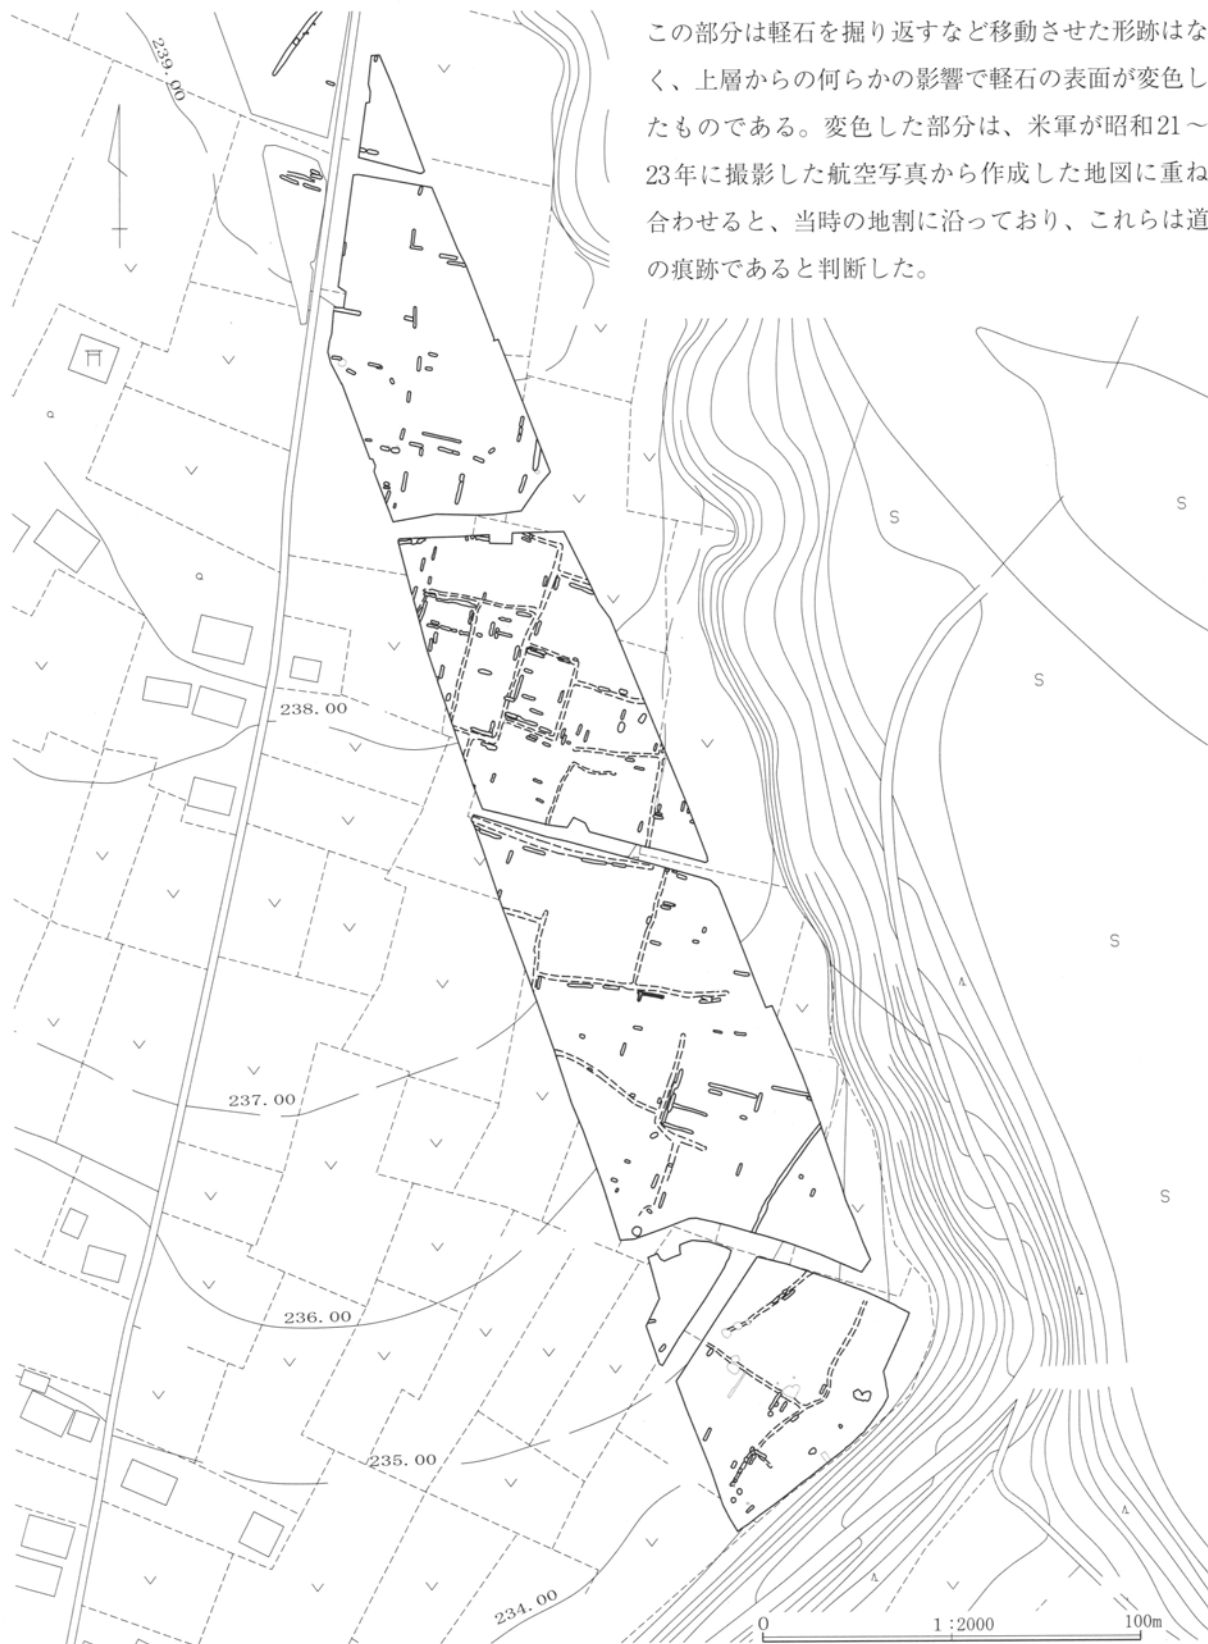 この部分は軽石を掘り返すなど移動させた形跡はな
く、上層からの何らかの影響で軽石の表面が変色し
たものである。変色した部分は、米軍が昭和21～
23年に撮影した航空写真から作成した地図に重ね
合わせると、当時の地割に沿っており、これらは道
の痕跡であると判断した。
239.00
S
S
S
238.00
S
237.00
S
236.00
235.00
234.00
0 1:2000 100m